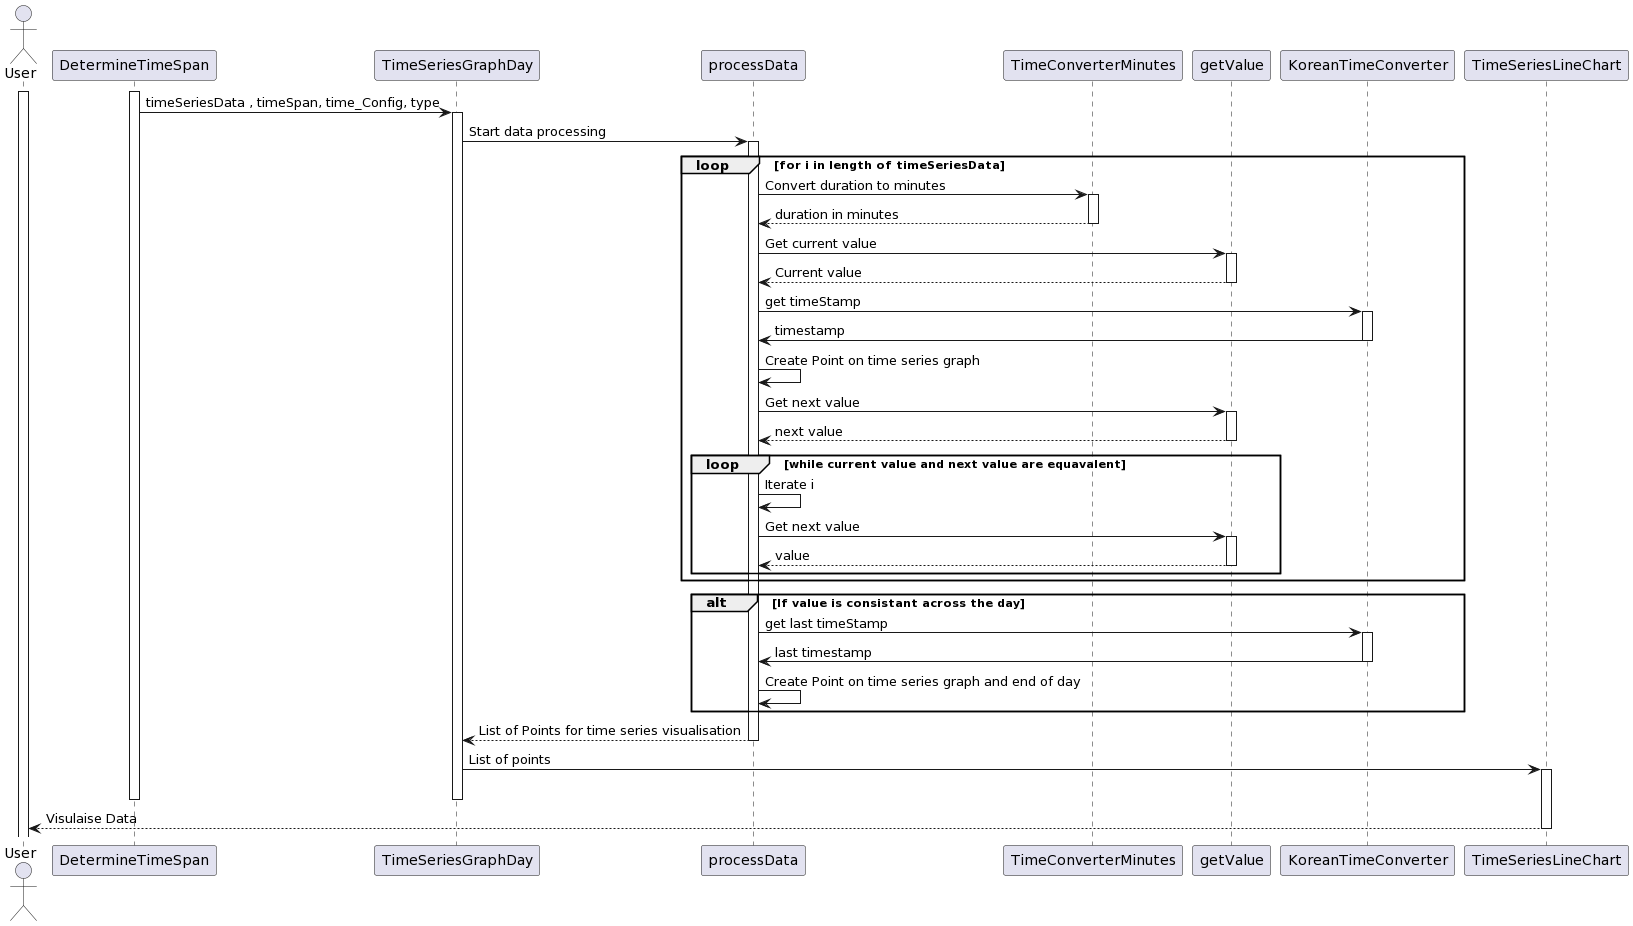 User
DetermineTimeSpan
TimeSeriesGraphDay
processData
TimeConverterMinutes
getValue
KoreanTimeConverter
TimeSeriesLineChart
timeSeriesData , timeSpan, time_Config, type
Start data processing
loop
[for i in length of timeSeriesData]
Convert duration to minutes
duration in minutes
Get current value
Current value
get timeStamp
timestamp
Create Point on time series graph
Get next value
next value
loop
[while current value and next value are equavalent]
Iterate i
Get next value
value
alt
[If value is consistant across the day]
get last timeStamp
last timestamp
Create Point on time series graph and end of day
List of Points for time series visualisation
List of points
Visulaise Data
User
DetermineTimeSpan
TimeSeriesGraphDay
processData
TimeConverterMinutes
getValue
KoreanTimeConverter
TimeSeriesLineChart